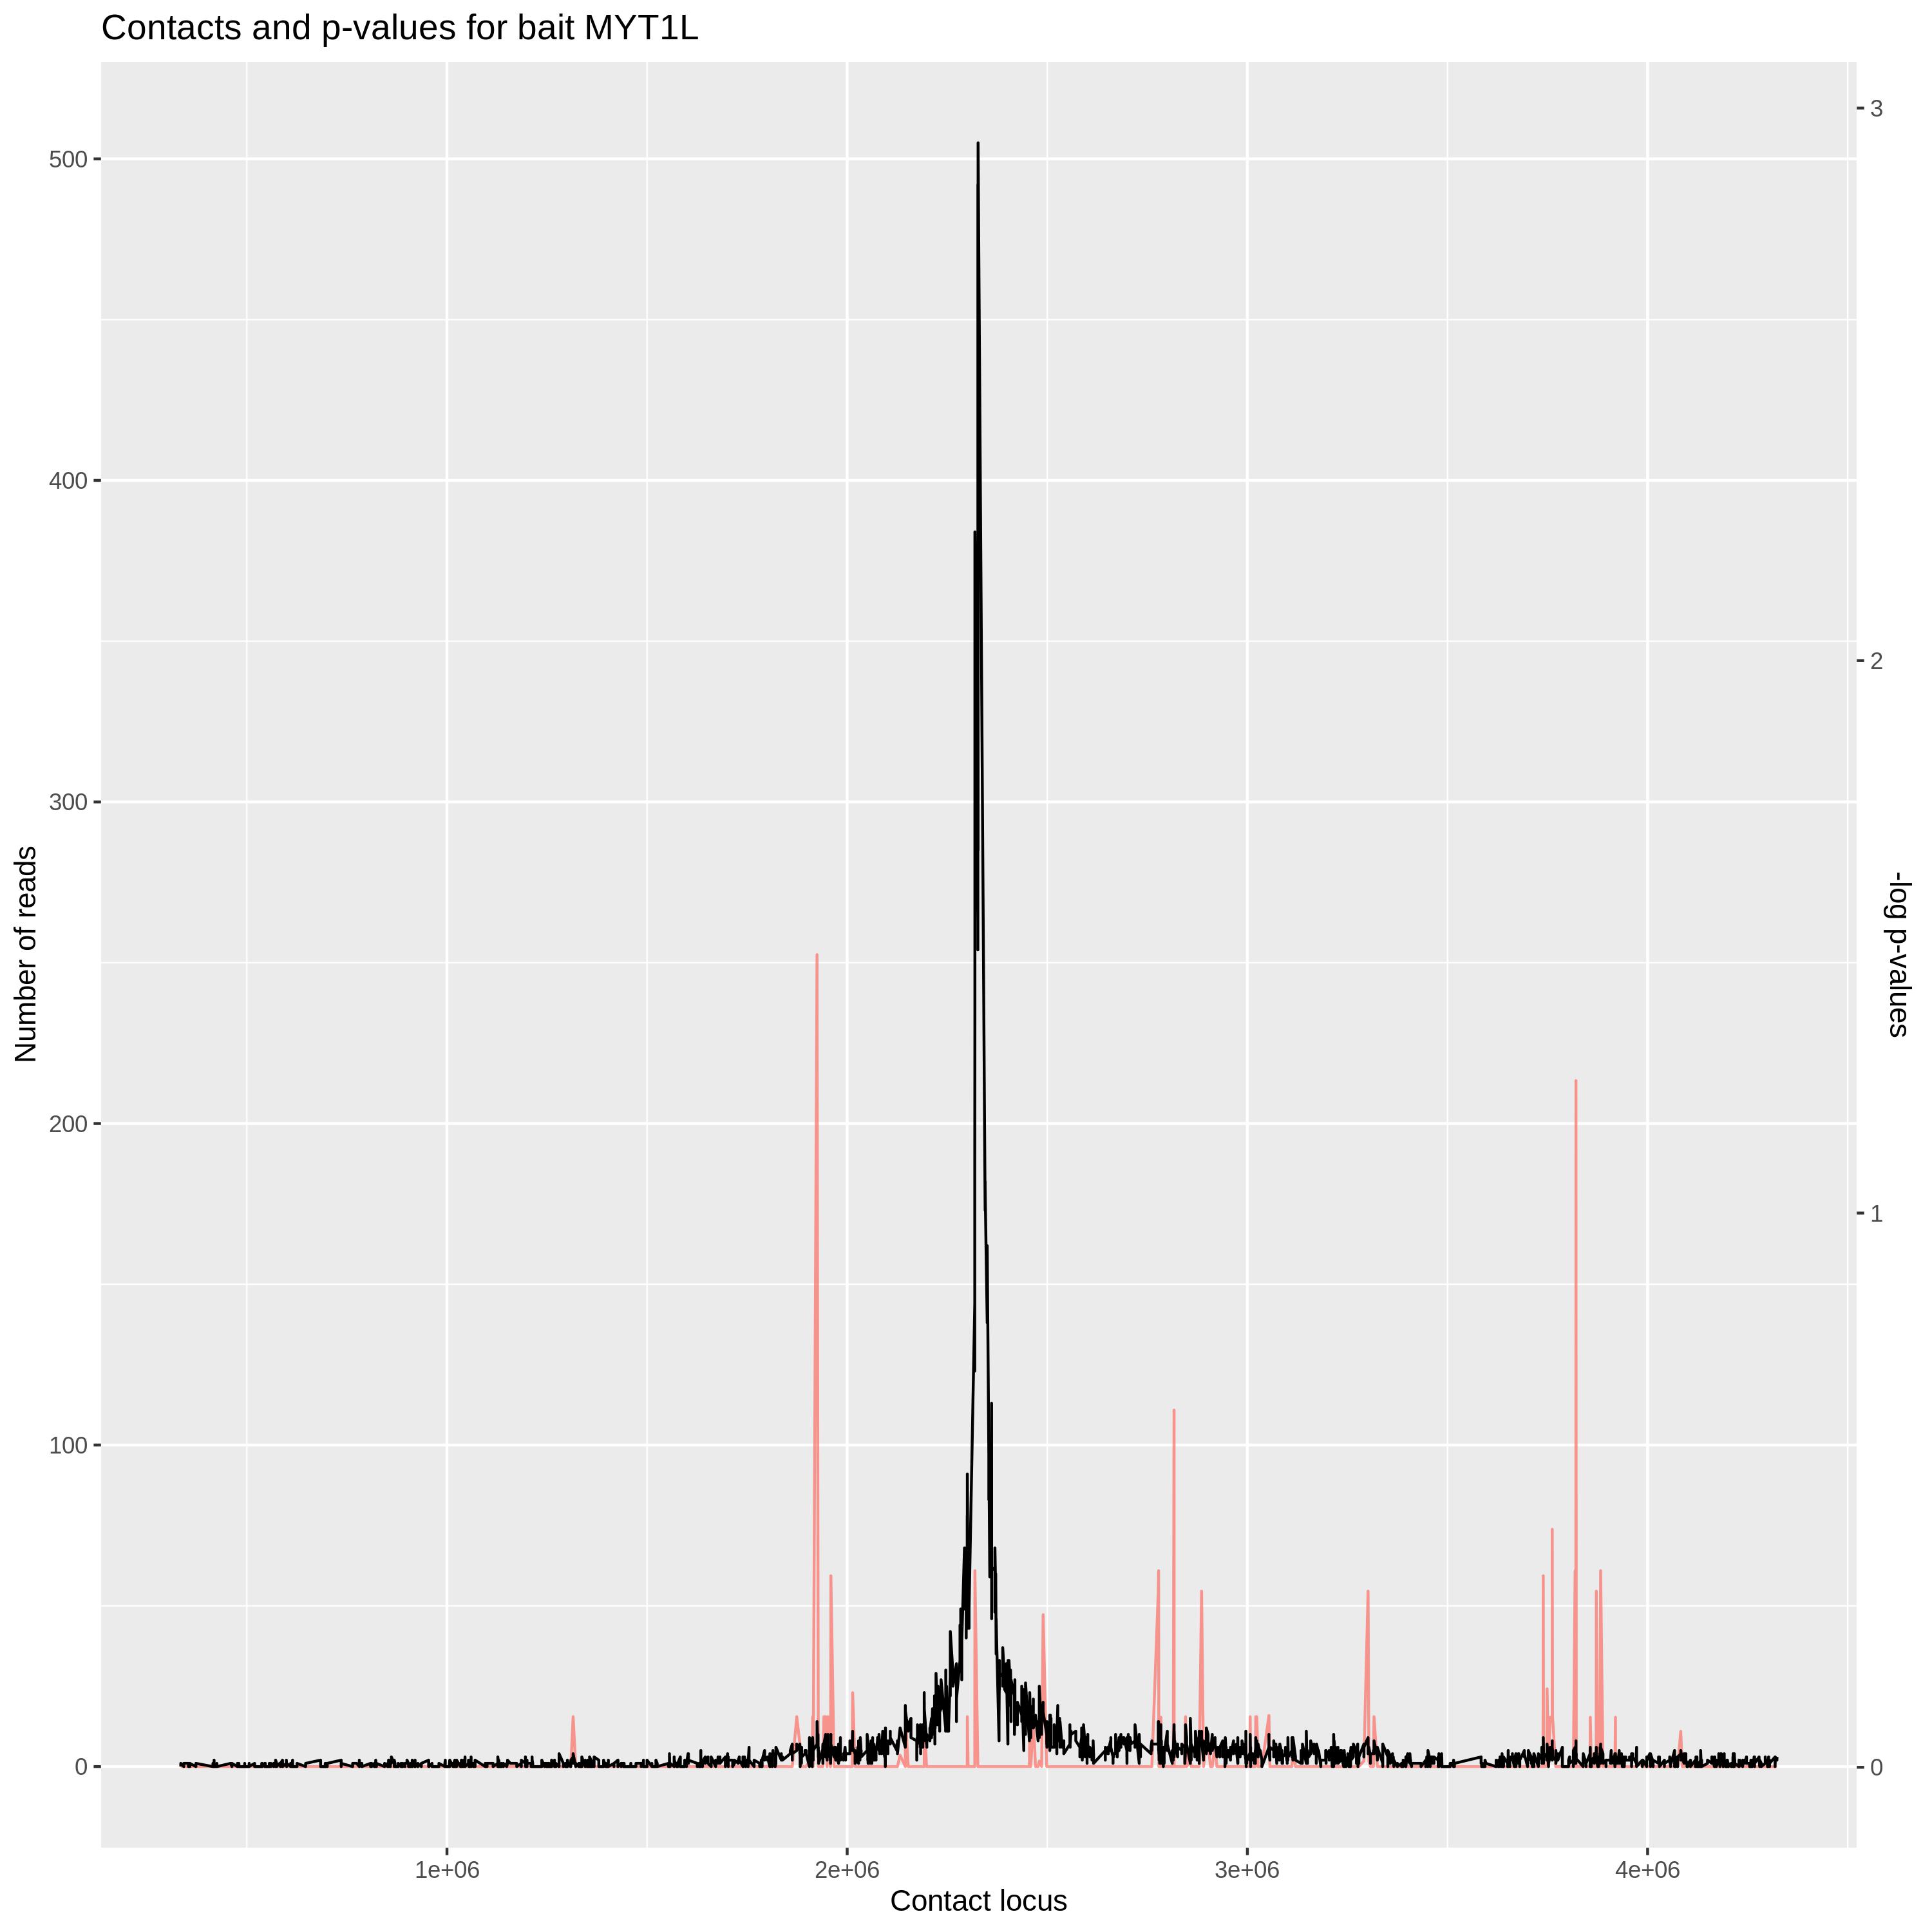 Contacts and p-values for bait MYT1L
500
400
300
200
100
0
Number of reads
3
2
1
0
-log p-values
1e+06
2e+06
3e+06
4e+06
Contact locus